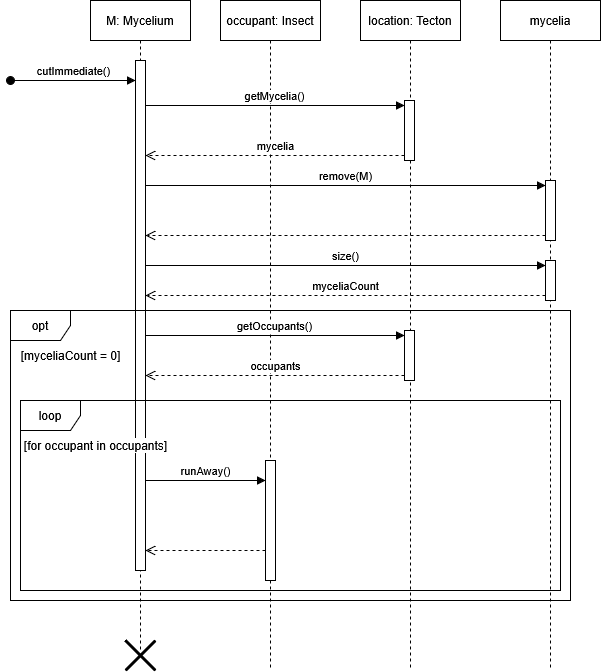 M: Mycelium
occupant: Insect
location: Tecton
mycelia
cutImmediate()
getMycelia()
mycelia
remove(M)
size()
myceliaCount
opt
getOccupants()
[myceliaCount = 0]
occupants
loop
[for occupant in occupants]
runAway()